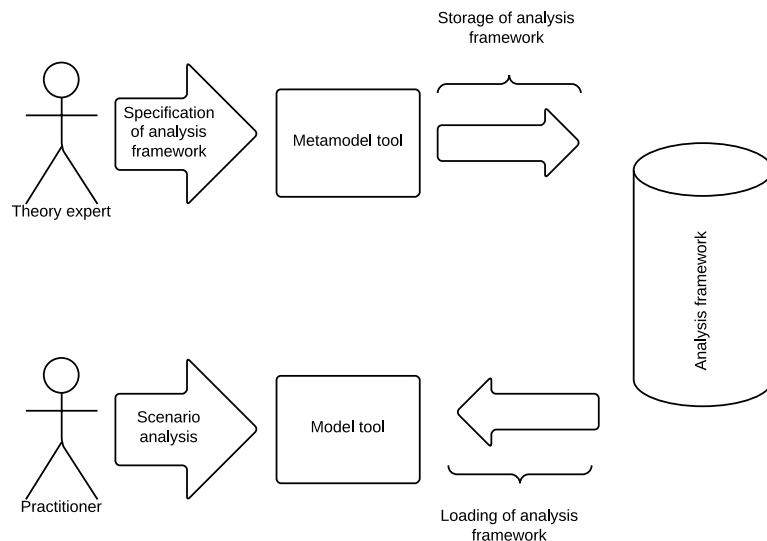 Storage of analysis
framework
Specification
of analysis
framework
Metamodel tool
Theory expert
Analysis framework
Scenario
analysis
Model tool
Practitioner
Loading of analysis
framework